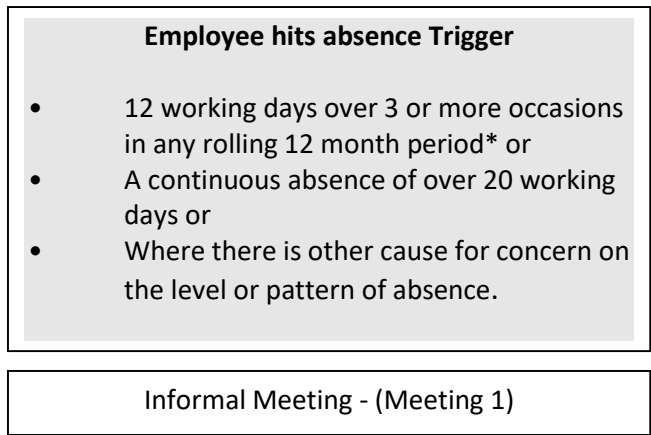 Employee hits absence Trigger
• 12 working days over 3 or more occasions
in any rolling 12 month period* or
• A continuous absence of over 20 working
days or
• Where there is other cause for concern on
the level or pattern of absence.
Informal Meeting - (Meeting 1)